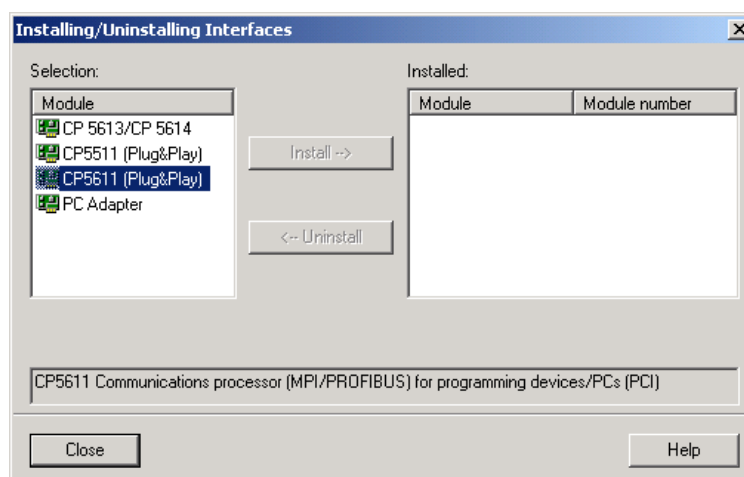 Installing/Uninstalling Interfaces
Selection:
Installed:
Module
Module
Module number
CP 5613/CP 5614
CP5511 (Plug&Play)
CP5611 (Plug&Play)
PC Adapter
Install -->
<-- Uninstall
CP5611 Communications processor (MPI/PROFIBUS) for programming devices/PCs (PCI)
Close
Help